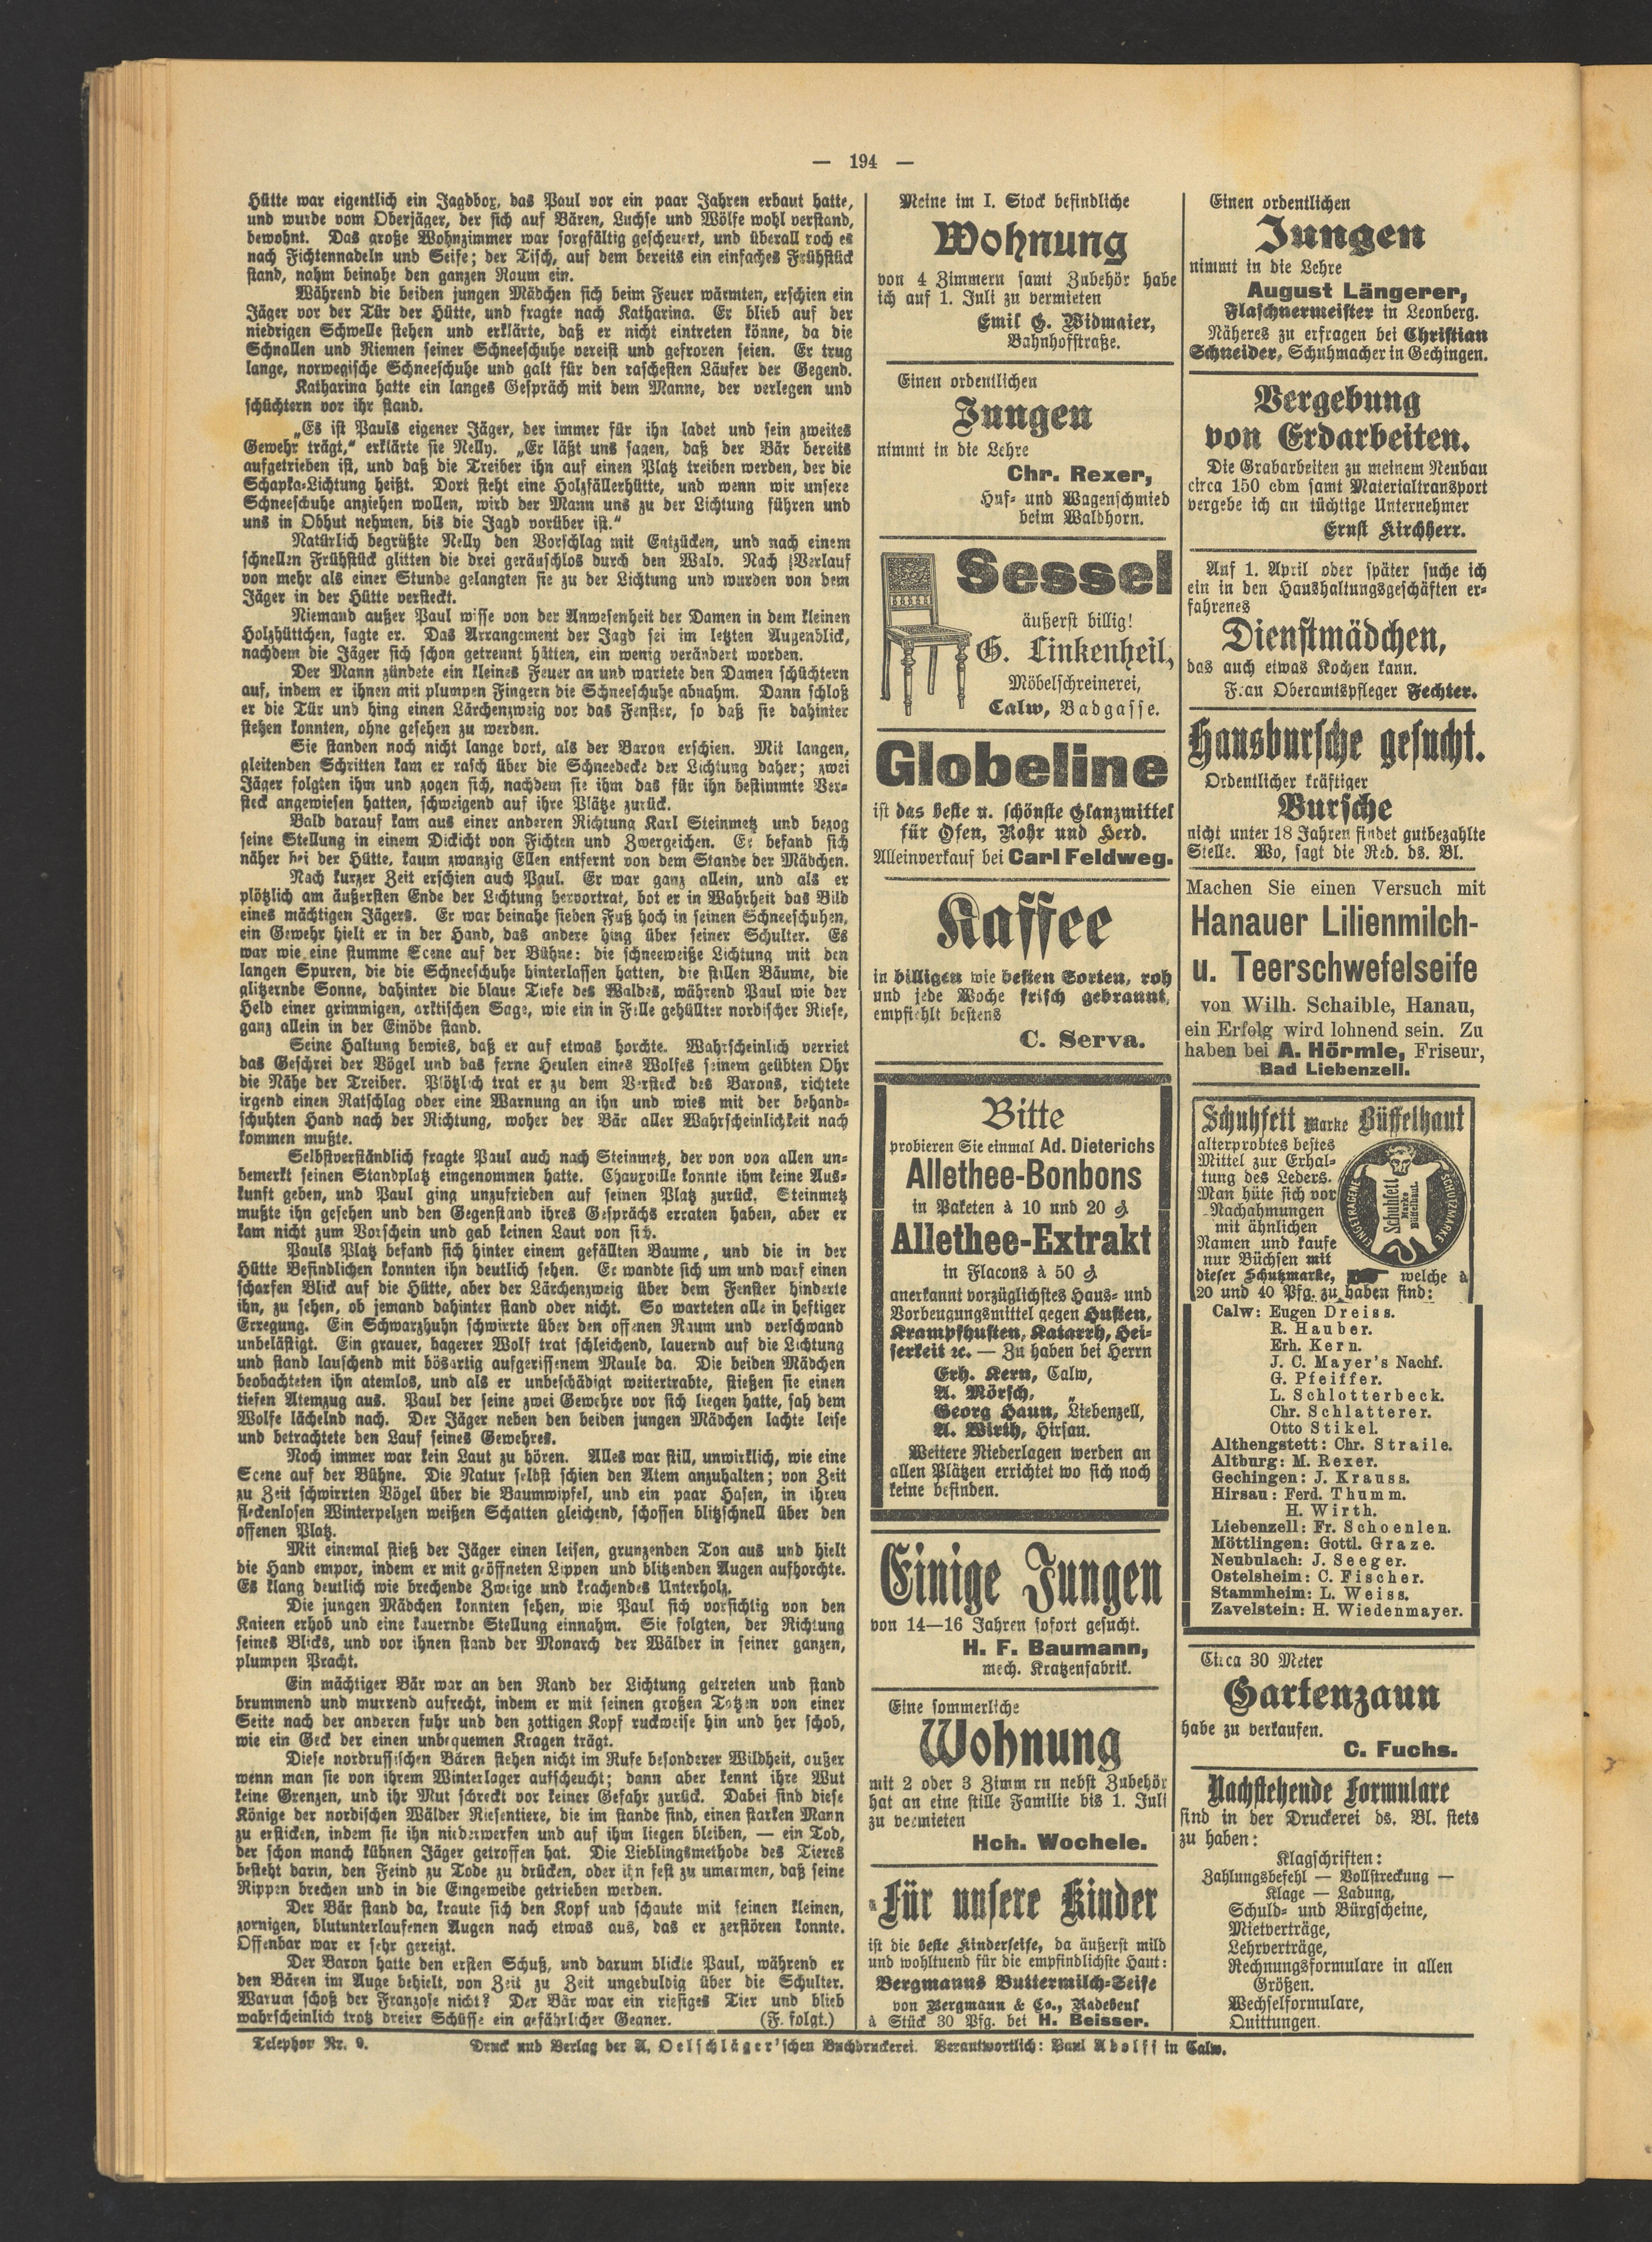 — 194 —
Hütte war eigentlich ein Jagdbox, das Paul vor ein paar Jahren erbaut hatte,
und wurde vom Oberjäger, der sich auf Bären, Luchse und Wölfe wohl verstand,
bewohnt. Das große Wohnzimmer war sorgfältig gescheuert, und überall roch es
nach Fichtennadeln und Seife; der Tisch, auf dem bereits ein einfaches Frühstück
stand, nahm beinahe den ganzen Raum ein.
Während die beiden jungen Mädchen sich beim Feuer wärmten, erschien ein
Jäger vor der Tür der Hütte, und fragte nach Katharina. Er blieb auf der
niedrigen Schwelle stehen und erklärte, daß er nicht eintreten könne, da die
Schnallen und Riemen seiner Schneeschuhe vereist und gefroren seien. Er trug
lange, norwegische Schneeschuhe und galt für den raschesten Läufer der Gegend.
Katharina hatte ein langes Gespräch mit dem Manne, der verlegen und
schüchtern vor ihr stand.
„Es ist Pauls eigener Jäger, der immer für ihn ladet und sein zweites
Gewehr trägt,“ erklärte sie Nelly. „Er läßt uns sagen, daß der Bär bereits
aufgetrieben ist, und daß die Treiber ihn auf einen Platz treiben werden, der die
Schapka-Lichtung heißt. Dort steht eine Holzfällerhütte, und wenn wir unsere
Schneeschuhe anziehen wollen, wird der Mann uns zu der Lichtung führen und
uns in Obhut nehmen, bis die Jagd vorüber ist.“
Natürlich begrüßte Nelly den Vorschlag mit Entzücken, und nach einem
schnellen Frühstück glitten die drei geräuschlos durch den Wald. Nach Verlauf
von mehr als einer Stunde gelangten sie zu der Lichtung und wurden von dem
Jäger in der Hütte versteckt.
Niemand außer Paul wisse von der Anwesenheit der Damen in dem kleinen
Holzhüttchen, sagte er. Das Arrangement der Jagd sei im letzten Augenblick,
nachdem die Jäger sich schon getrennt hätten, ein wenig verändert worden.
Der Mann zündete ein kleines Feuer an und wartete den Damen schüchtern
auf, indem er ihnen mit plumpen Fingern die Schneeschuhe abnahm. Dann schloß
er die Tür und hing einen Lärchenzweig vor das Fenster, so daß sie dahinter
stehen konnten, ohne gesehen zu werden.
Sie standen noch nicht lange dort, als der Baron erschien. Mit langen,
gleitenden Schritten kam er rasch über die Schneedecke der Lichtung daher; zwei
Jäger folgten ihm und zogen sich, nachdem sie ihm das für ihn bestimmte Ver-
steck angewiesen hatten, schweigend auf ihre Plätze zurück.
Bald darauf kam aus einer anderen Richtung Karl Steinmetz und bezog
seine Stellung in einem Dickicht von Fichten und Zwergeichen. Er befand sich
näher bei der Hütte, kaum zwanzig Ellen entfernt von dem Stande der Mädchen.
Nach kurzer Zeit erschien auch Paul. Er war ganz allein, und als er
plötzlich am äußersten Ende der Lichtung hervortrat, bot er in Wahrheit das Bild
eines mächtigen Jägers. Er war beinahe sieben Fuß hoch in seinen Schneeschuhen,
ein Gewehr hielt er in der Hand, das andere hing über seiner Schulter. Es
war wie eine stumme Scene auf der Bühne: die schneeweiße Lichtung mit den
langen Spuren, die die Schneeschuhe hinterlassen hatten, die stillen Bäume, die
glitzernde Sonne, dahinter die blaue Tiefe des Waldes, während Paul wie der
Held einer grimmigen, arktischen Sage, wie ein in Felle gehüllter nordischer Riese,
ganz allein in der Einöde stand.
Seine Haltung bewies, daß er auf etwas horchte. Wahrscheinlich verriet
das Geschrei der Vögel und das ferne Heulen eines Wolfes seinem geübten Ohr
die Nähe der Treiber. Plötzlich trat er zu dem Versteck des Barons, richtete
irgend einen Ratschlag oder eine Warnung an ihn und wies mit der behand-
schuhten Hand nach der Richtung, woher der Bär aller Wahrscheinlichkeit nach
kommen mußte.
Selbstverständlich fragte Paul auch nach Steinmetz, der von von allen un-
bemerkt seinen Standplatz eingenommen hatte. Chauxville konnte ihm keine Aus-
kunft geben, und Paul ging unzufrieden auf seinen Platz zurück. Steinmetz
mußte ihn gesehen und den Gegenstand ihres Gesprächs erraten haben, aber er
kam nicht zum Vorschein und gab keinen Laut von sich.
Pauls Platz befand sich hinter einem gefällten Baume, und die in der
Hütte Befindlichen konnten ihn deutlich sehen. Er wandte sich um und warf einen
scharfen Blick auf die Hütte, aber der Lärchenzweig über dem Fenster hinderte
ihn, zu sehen, ob jemand dahinter stand oder nicht. So warteten alle in heftiger
Erregung. Ein Schwarzhuhn schwirrte über den offenen Raum und verschwand
unbelästigt. Ein grauer, hagerer Wolf trat schleichend, lauernd auf die Lichtung
und stand lauschend mit bösartig aufgerissenem Maule da. Die beiden Mädchen
beobachteten ihn atemlos, und als er unbeschädigt weitertrabte, stießen sie einen
tiefen Atemzug aus. Paul der seine zwei Gewehre vor sich liegen hatte, sah dem
Wolfe lächelnd nach. Der Jäger neben den beiden jungen Mädchen lachte leise
und betrachtete den Lauf seines Gewehres.
Noch immer war kein Laut zu hören. Alles war still, unwirklich, wie eine
Scene auf der Bühne. Die Natur selbst schien den Atem anzuhalten; von Zeit
zu Zeit schwirrten Vögel über die Baumwipfel, und ein paar Hasen, in ihren
fleckenlosen Winterpelzen weißen Schatten gleichend, schossen blitzschnell über den
offenen Platz.
Mit einemal stieß der Jäger einen leisen, grunzenden Ton aus und hielt
die Hand empor, indem er mit geöffneten Lippen und blitzenden Augen aufhorchte.
Es klang deutlich wie brechende Zweige und krachendes Unterholz.
Die jungen Mädchen konnten sehen, wie Paul sich vorsichtig von den
Knieen erhob und eine kauernde Stellung einnahm. Sie folgten, der Richtung
seines Blicks, und vor ihnen stand der Monarch der Wälder in seiner ganzen,
plumpen Pracht.
Ein mächtiger Bär war an den Rand der Lichtung getreten und stand
brummend und murrend aufrecht, indem er mit seinen großen Tatzen von einer
Seite nach der anderen fuhr und den zottigen Kopf ruckweise hin und her schob,
wie ein Geck der einen unbequemen Kragen trägt.
Diese nordrussischen Bären stehen nicht im Rufe besonderer Wildheit, außer
wenn man sie von ihrem Winterlager aufscheucht; dann aber kennt ihre Wut
keine Grenzen, und ihr Mut schreckt vor keiner Gefahr zurück. Dabei sind diese
Könige der nordischen Wälder Riesentiere, die im stande sind, einen starken Mann
zu ersticken, indem sie ihn niederwerfen und auf ihm liegen bleiben, — ein Tod,
der schon manch kühnen Jäger getroffen hat. Die Lieblingsmethode des Tieres
besteht darin, den Feind zu Tode zu drücken, oder ihn fest zu umarmen, daß seine
Rippen brechen und in die Eingeweide getrieben werden.
Der Bär stand da, kraute sich den Kopf und schaute mit seinen kleinen,
zornigen, blutunterlaufenen Augen nach etwas aus, das er zerstören konnte.
Offenbar war er sehr gereizt.
Der Baron hatte den ersten Schuß, und darum blickte Paul, während er
den Bären im Auge behielt, von Zeit zu Zeit ungeduldig über die Schulter.
Warum schoß der Franzose nicht? Der Bär war ein riesiges Tier und blieb
wahrscheinlich trotz dreier Schüsse ein gefährlicher Gegner. (F. folgt.)
Meine im I. Stock befindliche
Wohnung
von 4 Zimmern samt Zubehör habe
ich auf 1. Juli zu vermieten
Emil G. Widmaier,
Bahnhofstraße.
Einen ordentlichen
Jungen
nimmt in die Lehre
Chr. Rexer,
Huf- und Wagenschmied
beim Waldhorn.
Sessel
äußerst billig!
G. Linkenheil,
Möbelschreinerei,
Calw, Badgasse.
Globeline
ist das beste u. schönste Glanzmittel
für Ofen, Rohr und Herd.
Alleinverkauf bei Carl Feldweg.
Kaffee
in billigen wie besten Sorten, roh
und jede Woche frisch gebrannt,
empfiehlt bestens
C. Serva.
Bitte
probieren Sie einmal Ad. Dieterichs
Allethee-Bonbons
in Paketen à 10 und 20 ₰
Allethee-Extrakt
in Flacons à 50 ₰
anerkannt vorzüglichstes Haus- und
Vorbeugungsmittel gegen Husten,
Krampfhusten, Katarrh, Hei-
serkeit ꝛc. — Zu haben bei Herrn
Erh. Kern, Calw,
A. Mörsch, „
Georg Haun, Liebenzell,
A. Wirth, Hirsau.
Weitere Niederlagen werden an
allen Plätzen errichtet wo sich noch
keine befinden.
Einige Jungen
von 14—16 Jahren sofort gesucht.
H. F. Baumann,
mech. Kratzenfabrik.
Eine sommerliche
Wohnung
mit 2 oder 3 Zimm rn nebst Zubehör
hat an eine stille Familie bis 1. Juli
zu vermieten
Hch. Wochele.
Für unsere Kinder
ist die beste Kinderseife, da äußerst mild
und wohltuend für die empfindlichste Haut:
Bergmanns Buttermilch-Seife
von Bergmann & Co., Radebeul
à Stück 30 Pfg. bei H. Beisser.
Einen ordentlichen
Jungen
nimmt in die Lehre
August Längerer,
Flaschnermeister in Leonberg.
Näheres zu erfragen bei Christian
Schneider, Schuhmacher in Gechingen.
Vergebung
von Erdarbeiten.
Die Grabarbeiten zu meinem Neubau
circa 150 cbm samt Materialtransport
vergebe ich an tüchtige Unternehmer
Ernst Kirchherr.
Auf 1. April oder später suche ich
ein in den Haushaltungsgeschäften er-
fahrenes
Dienstmädchen,
das auch etwas Kochen kann.
Frau Oberamtspfleger Fechter.
Hausbursche gesucht.
Ordentlicher kräftiger
Bursche
nicht unter 18 Jahren findet gutbezahlte
Stelle. Wo, sagt die Red. ds. Bl.
Machen Sie einen Versuch mit
Hanauer Lilienmilch-
u. Teerschwefelseife
von Wilh. Schaible, Hanau,
ein Erfolg wird lohnend sein. Zu
haben bei A. Hörmle, Friseur,
Bad Liebenzell.
Schuhfett Marke Büffelhaut
alterprobtes bestes
Mittel zur Erhal-
tung des Leders.
Man hüte sich vor
Nachahmungen
mit ähnlichen
Namen und kaufe
nur Büchsen mit
dieser Schutzmarke, welche à
20 und 40 Pfg. zu haben sind:
EINGETRAGENE SCHUTZMARKE
Schuhfett
Marke
Büffelhaut.
Calw: Eugen Dreiss.
R. Hauber.
Erh. Kern.
J. C. Mayer's Nachf.
G. Pfeiffer.
L. Schlotterbeck.
Chr. Schlatterer.
Otto Stikel.
Althengstett: Chr. Straile.
Altburg: M. Rexer.
Gechingen: J. Krauss.
Hirsau: Ferd. Thumm.
H. Wirth.
Liebenzell: Fr. Schoenlen.
Möttlingen: Gottl. Graze.
Neubulach: J. Seeger.
Ostelsheim: C. Fischer.
Stammheim: L. Weiss.
Zavelstein: H. Wiedenmayer.
Circa 30 Meter
Gartenzaun
habe zu verkaufen.
C. Fuchs.
Nachstehende Formulare
sind in der Druckerei ds. Bl. stets
zu haben:
Klagschriften:
Zahlungsbefehl — Vollstreckung —
Klage — Ladung,
Schuld- und Bürgscheine,
Mietverträge,
Lehrverträge,
Rechnungsformulare in allen
Größen.
Wechselformulare,
Quittungen.
Telephon Nr. 9. Druck und Verlag der A. Oelschläger'schen Buchdruckerei. Verantwortlich: Paul Adolff in Calw.